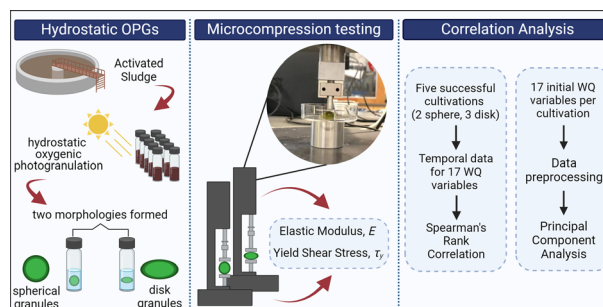 Hydrostatic OPGs
Activated
Sludge
hydrostatic
oxygenic
photogranulation
two morphologies formed
spherical
granules
disk
granules
Microcompression testing
Elastic Modulus, E
Yield Shear Stress, τy
Correlation Analysis
Five successful
cultivations
(2 sphere, 3 disk)
Temporal data
for 17 WQ
variables
Spearman's
Rank
Correlation
17 initial WQ
variables per
cultivation
Data
preprocessing
Principal
Component
Analysis